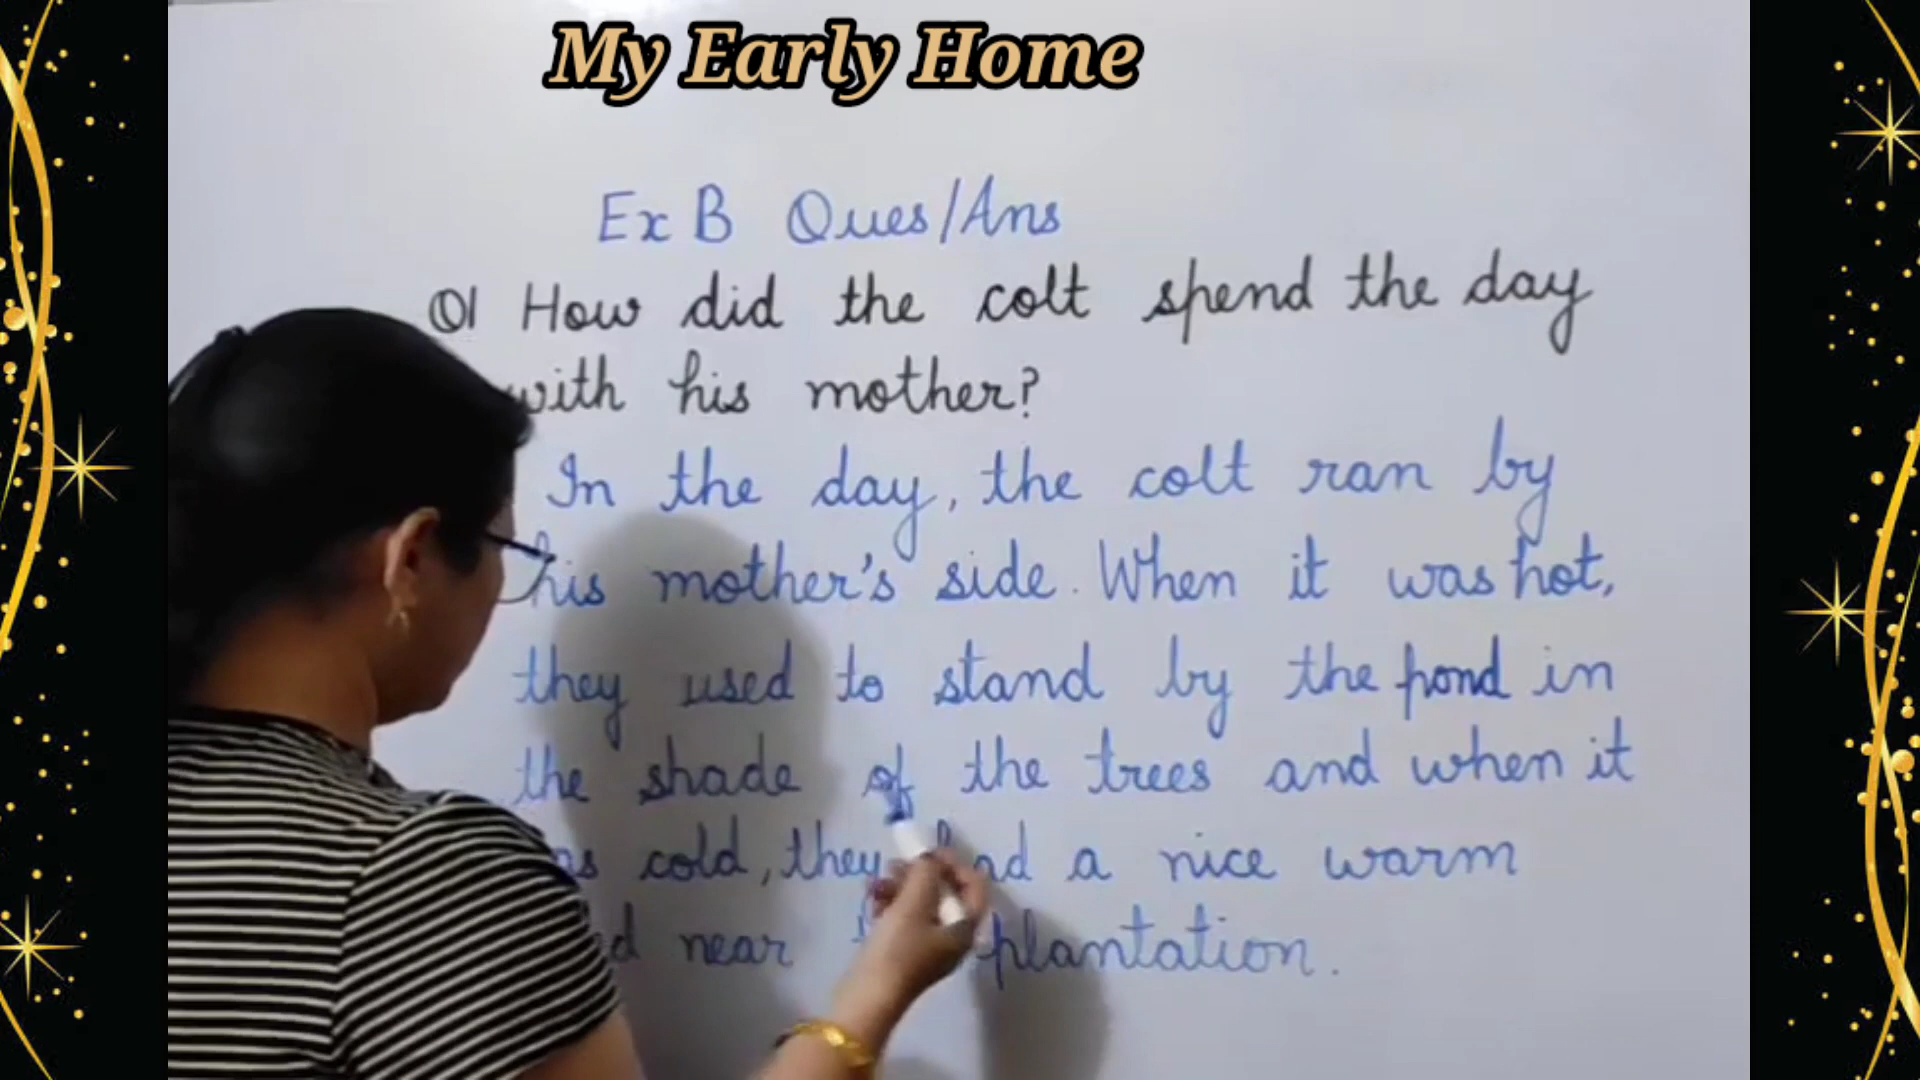 My Early Home
Ex B Ques/Ans
Q1 How did the colt spend the day
with his mother?
In the day, the colt ran by
his mother's side. When it was hot,
they used to stand by the pond in
the shade of the trees and when it
cold, they had a nice warm
near plantation.